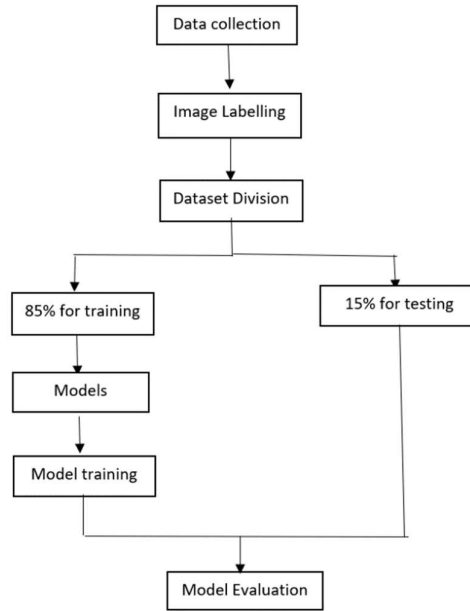 Data collection
Image Labelling
Dataset Division
85% for training
15% for testing
Models
Model training
Model Evaluation